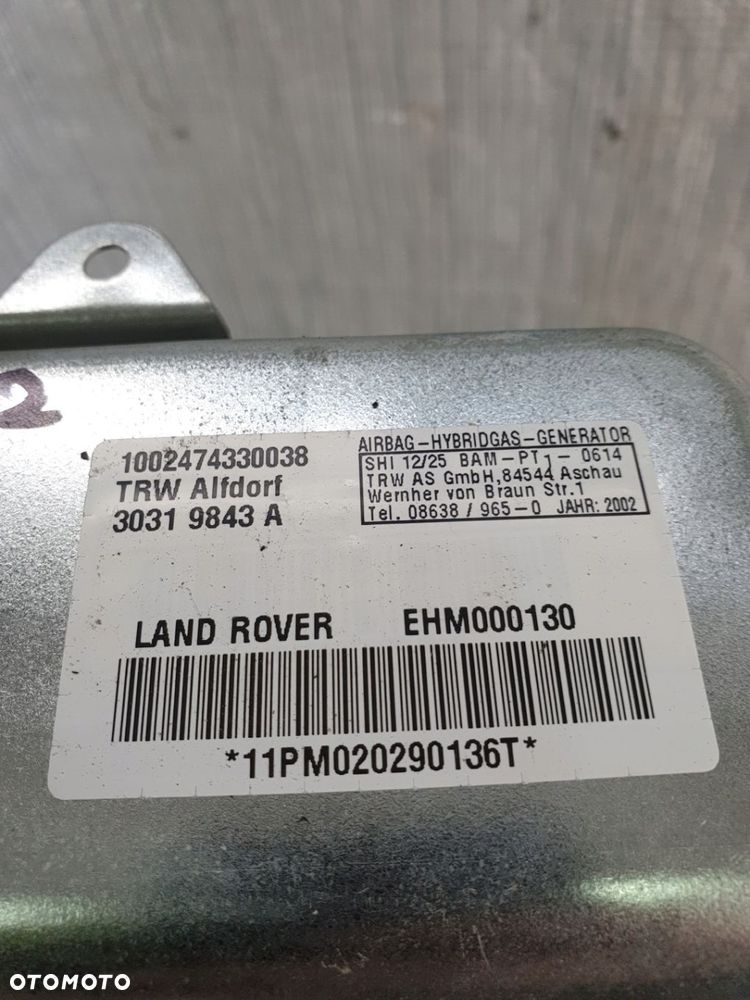 2
1002474330038
TRW Alfdorf
3031 9843 A
AIRBAG-HYBRIDGAS-GENERATOR
SHI 12/25 BAM-PT1-0614
TRW AS GmbH,84544 Aschau
Wernher von Braun Str.1
Tel. 08638 / 965-0 JAHR: 2002
LAND ROVER EHM000130
*11PM020290136T*
OTOMOTO